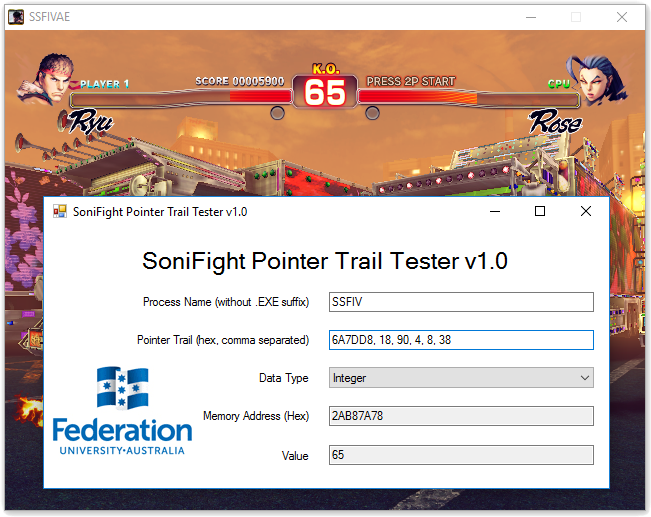 SSFIVAE
K.O.
PLAYER 1
SCORE 00005900
65
PRESS 2P START
CPU
Ryu
Rose
SoniFight Pointer Trail Tester v1.0
SoniFight Pointer Trail Tester v1.0
Process Name (without .EXE suffix)
SSFIV
Pointer Trail (hex, comma separated)
6A7DD8, 18, 90, 4, 8, 38
Data Type
Integer
Memory Address (Hex)
2AB87A78
Value
65
Federation
UNIVERSITY•AUSTRALIA